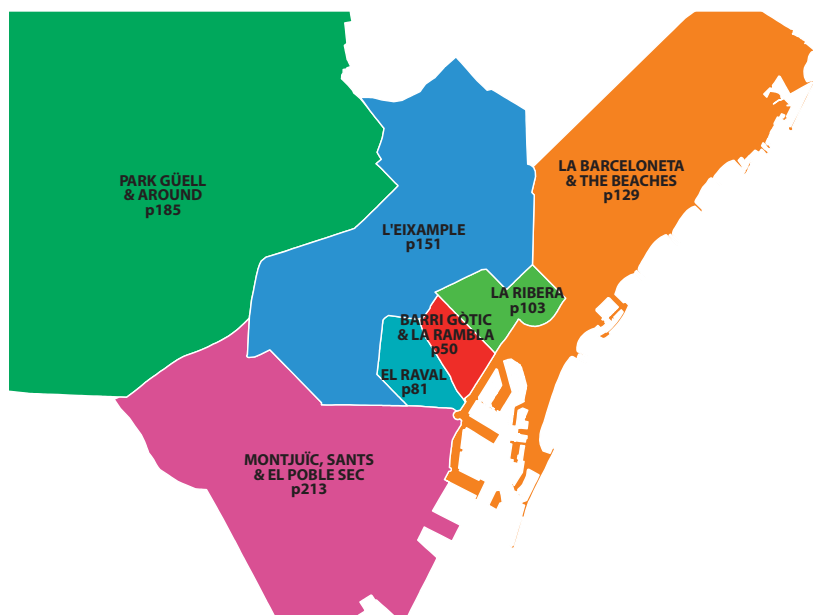 PARK GÜELL
& AROUND
p185
LA BARCELONETA
& THE BEACHES
p129
L'EIXAMPLE
p151
LA RIBERA
p103
BARRI GÒTIC
& LA RAMBLA
p50
EL RAVAL
p81
MONTJUÏC, SANTS
& EL POBLE SEC
p213